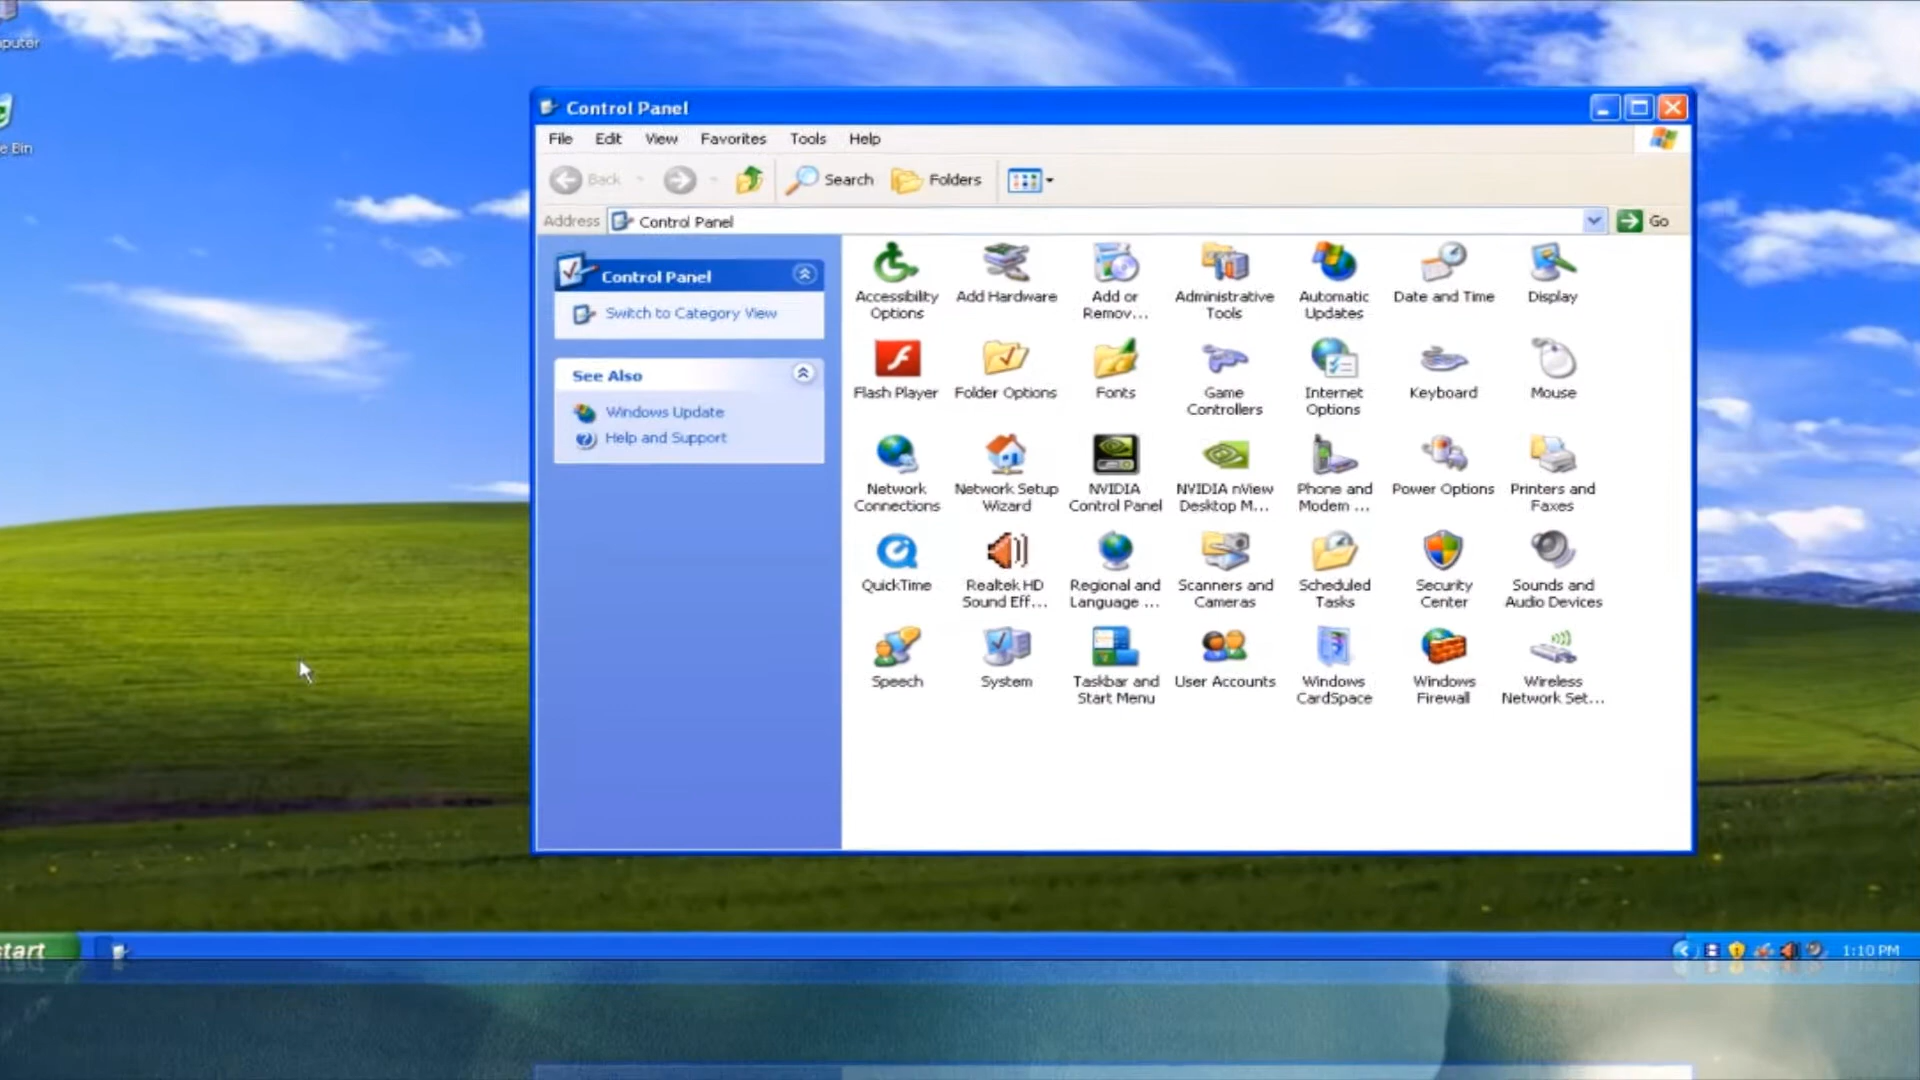 puter
e Bin
Control Panel
File Edit View Favorites Tools Help
Back Search Folders
Address Control Panel Go
Control Panel
Switch to Category View
See Also
Windows Update
Help and Support
Accessibility Options
Add Hardware
Add or Remov...
Administrative Tools
Automatic Updates
Date and Time
Display
Flash Player
Folder Options
Fonts
Game Controllers
Internet Options
Keyboard
Mouse
Network Connections
Network Setup Wizard
NVIDIA Control Panel
NVIDIA nView Desktop M...
Phone and Modem ...
Power Options
Printers and Faxes
QuickTime
Realtek HD Sound Eff...
Regional and Language ...
Scanners and Cameras
Scheduled Tasks
Security Center
Sounds and Audio Devices
Speech
System
Taskbar and Start Menu
User Accounts
Windows CardSpace
Windows Firewall
Wireless Network Set...
start
1:10 PM